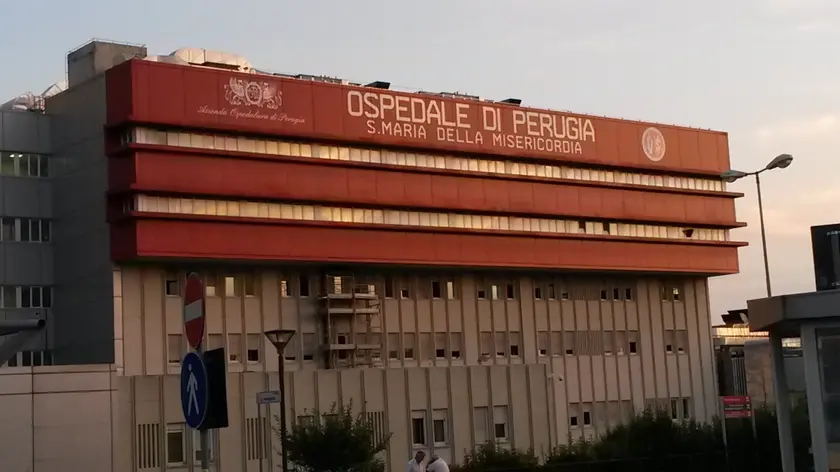 OSPEDALE DI PERUGIA
S. MARIA DELLA MISERICORDIA
Azienda Ospedaliera di Perugia